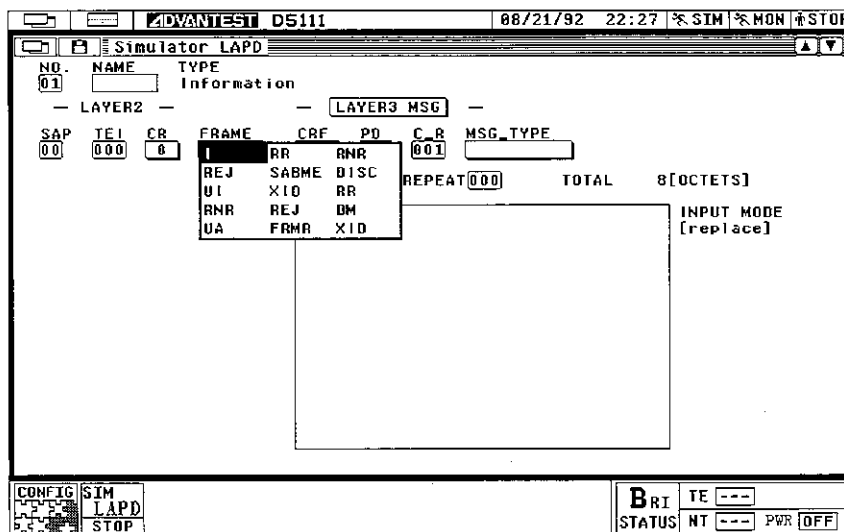 ADVANTEST D5111 08/21/92 22:27 SIM MON STOP
Simulator LAPD
NO. NAME TYPE
01 Information
— LAYER2 — — LAYER3 MSG —
SAP TEI CR FRAME CRF PD C_R MSG_TYPE
00 000 0 001
I RR RNR
REJ SABME DISC
UI XID RR
RNR REJ DM
UA FRMR XID
REPEAT 000 TOTAL 8[OCTETS]
INPUT MODE
[replace]
CONFIG SIM
LAPD
STOP
BRI TE ---
STATUS NT --- PWR OFF